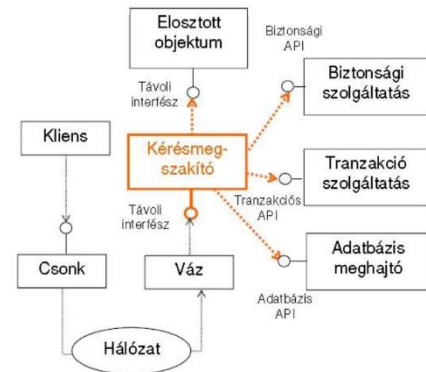 Elosztott
objektum
Biztonsági
API
Távoli
interfész
Biztonsági
szolgáltatás
Kliens
Kérésmeg-
szakító
Tranzakció
szolgáltatás
Távoli
interfész
Tranzakciós
API
Csonk
Váz
Adatbázis
meghajtó
Adatbázis
API
Hálózat